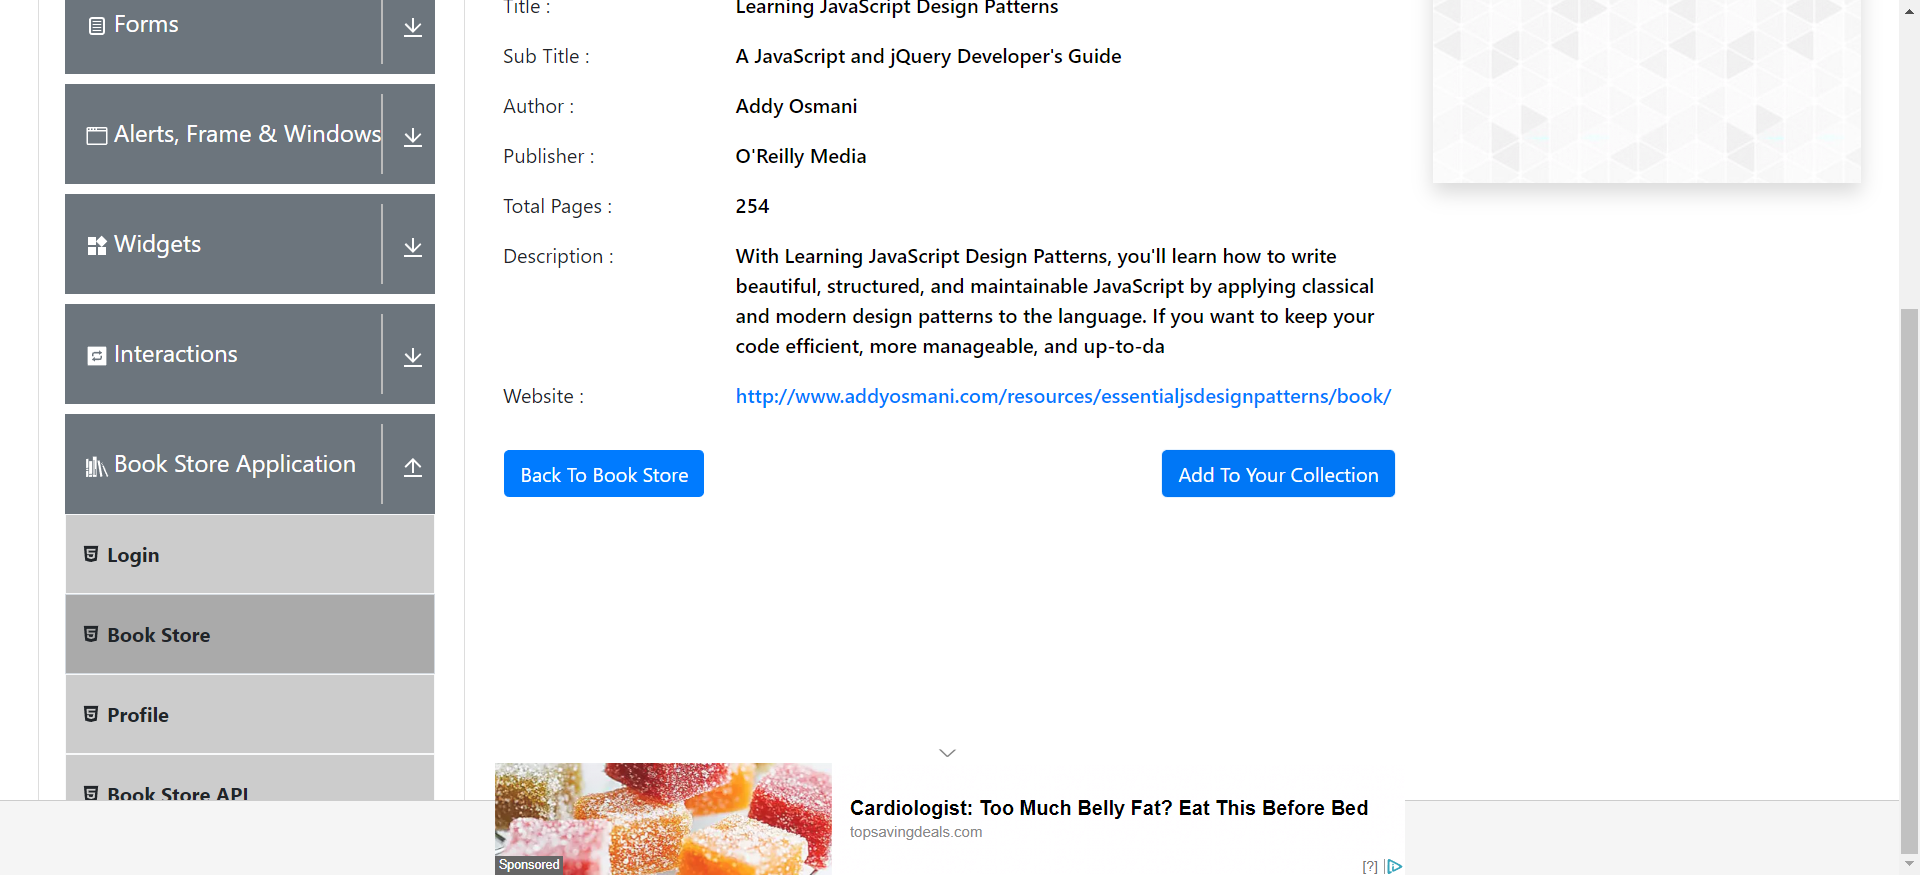 Forms
Alerts, Frame & Windows
Widgets
Interactions
Book Store Application
Login
Book Store
Profile
Book Store API
Title : Learning JavaScript Design Patterns
Sub Title : A JavaScript and jQuery Developer's Guide
Author : Addy Osmani
Publisher : O'Reilly Media
Total Pages : 254
Description : With Learning JavaScript Design Patterns, you'll learn how to write
beautiful, structured, and maintainable JavaScript by applying classical
and modern design patterns to the language. If you want to keep your
code efficient, more manageable, and up-to-da
Website : http://www.addyosmani.com/resources/essentialjsdesignpatterns/book/
Back To Book Store Add To Your Collection
Cardiologist: Too Much Belly Fat? Eat This Before Bed
topsavingdeals.com
Sponsored
[?]